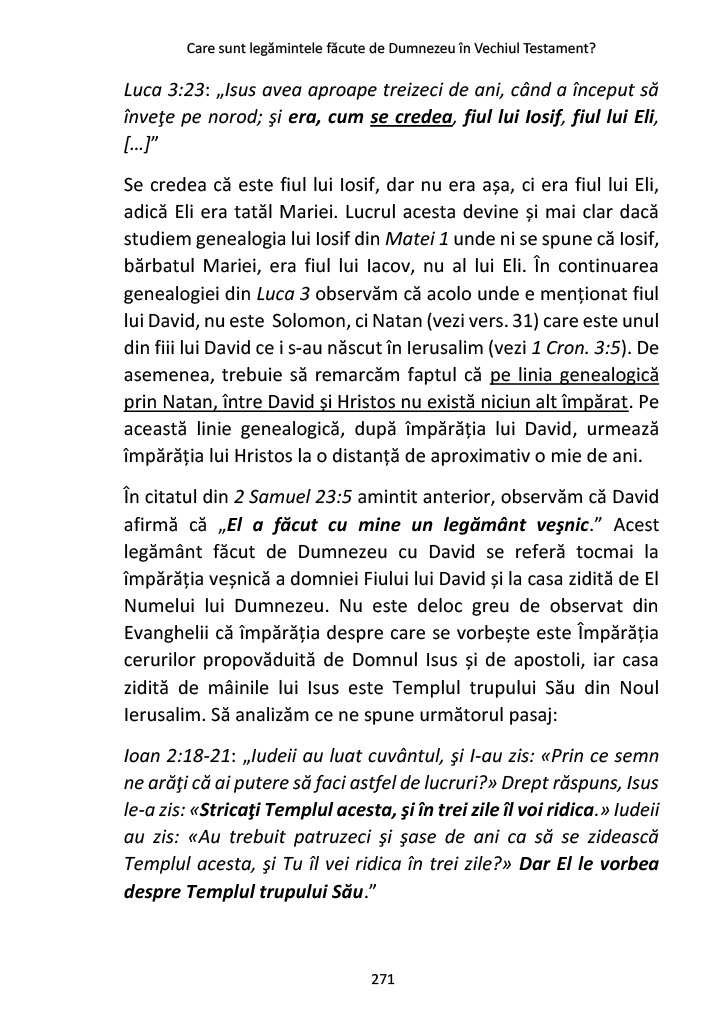 Care sunt legămintele făcute de Dumnezeu în Vechiul Testament?
Luca 3:23: „Isus avea aproape treizeci de ani, când a început să
înveţe pe norod; şi era, cum se credea, fiul lui Iosif, fiul lui Eli,
[…]”
Se credea că este fiul lui Iosif, dar nu era așa, ci era fiul lui Eli,
adică Eli era tatăl Mariei. Lucrul acesta devine și mai clar dacă
studiem genealogia lui Iosif din Matei 1 unde ni se spune că Iosif,
bărbatul Mariei, era fiul lui Iacov, nu al lui Eli. În continuarea
genealogiei din Luca 3 observăm că acolo unde e menționat fiul
lui David, nu este Solomon, ci Natan (vezi vers. 31) care este unul
din fiii lui David ce i s-au născut în Ierusalim (vezi 1 Cron. 3:5). De
asemenea, trebuie să remarcăm faptul că pe linia genealogică
prin Natan, între David și Hristos nu există niciun alt împărat. Pe
această linie genealogică, după împărăția lui David, urmează
împărăția lui Hristos la o distanță de aproximativ o mie de ani.
În citatul din 2 Samuel 23:5 amintit anterior, observăm că David
afirmă că „El a făcut cu mine un legământ veşnic.” Acest
legământ făcut de Dumnezeu cu David se referă tocmai la
împărăția veșnică a domniei Fiului lui David și la casa zidită de El
Numelui lui Dumnezeu. Nu este deloc greu de observat din
Evanghelii că împărăția despre care se vorbește este Împărăția
cerurilor propovăduită de Domnul Isus și de apostoli, iar casa
zidită de mâinile lui Isus este Templul trupului Său din Noul
Ierusalim. Să analizăm ce ne spune următorul pasaj:
Ioan 2:18-21: „Iudeii au luat cuvântul, şi I-au zis: «Prin ce semn
ne arăţi că ai putere să faci astfel de lucruri?» Drept răspuns, Isus
le-a zis: «Stricaţi Templul acesta, şi în trei zile îl voi ridica.» Iudeii
au zis: «Au trebuit patruzeci şi şase de ani ca să se zidească
Templul acesta, şi Tu îl vei ridica în trei zile?» Dar El le vorbea
despre Templul trupului Său.”
271